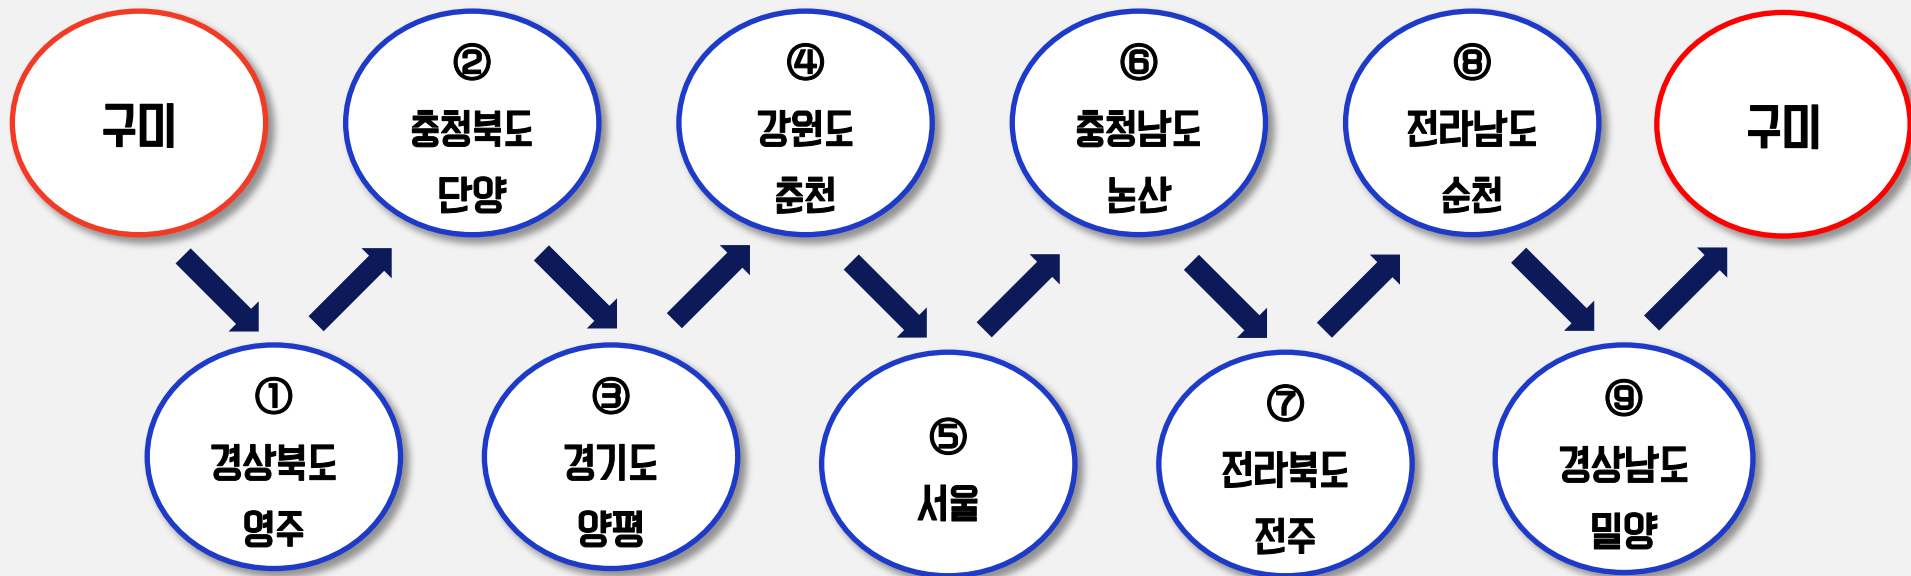 구미
①
경상북도
영주
②
충청북도
단양
③
경기도
양평
④
강원도
춘천
⑤
서울
⑥
충청남도
논산
⑦
전라북도
전주
⑧
전라남도
순천
⑨
경상남도
밀양
구미